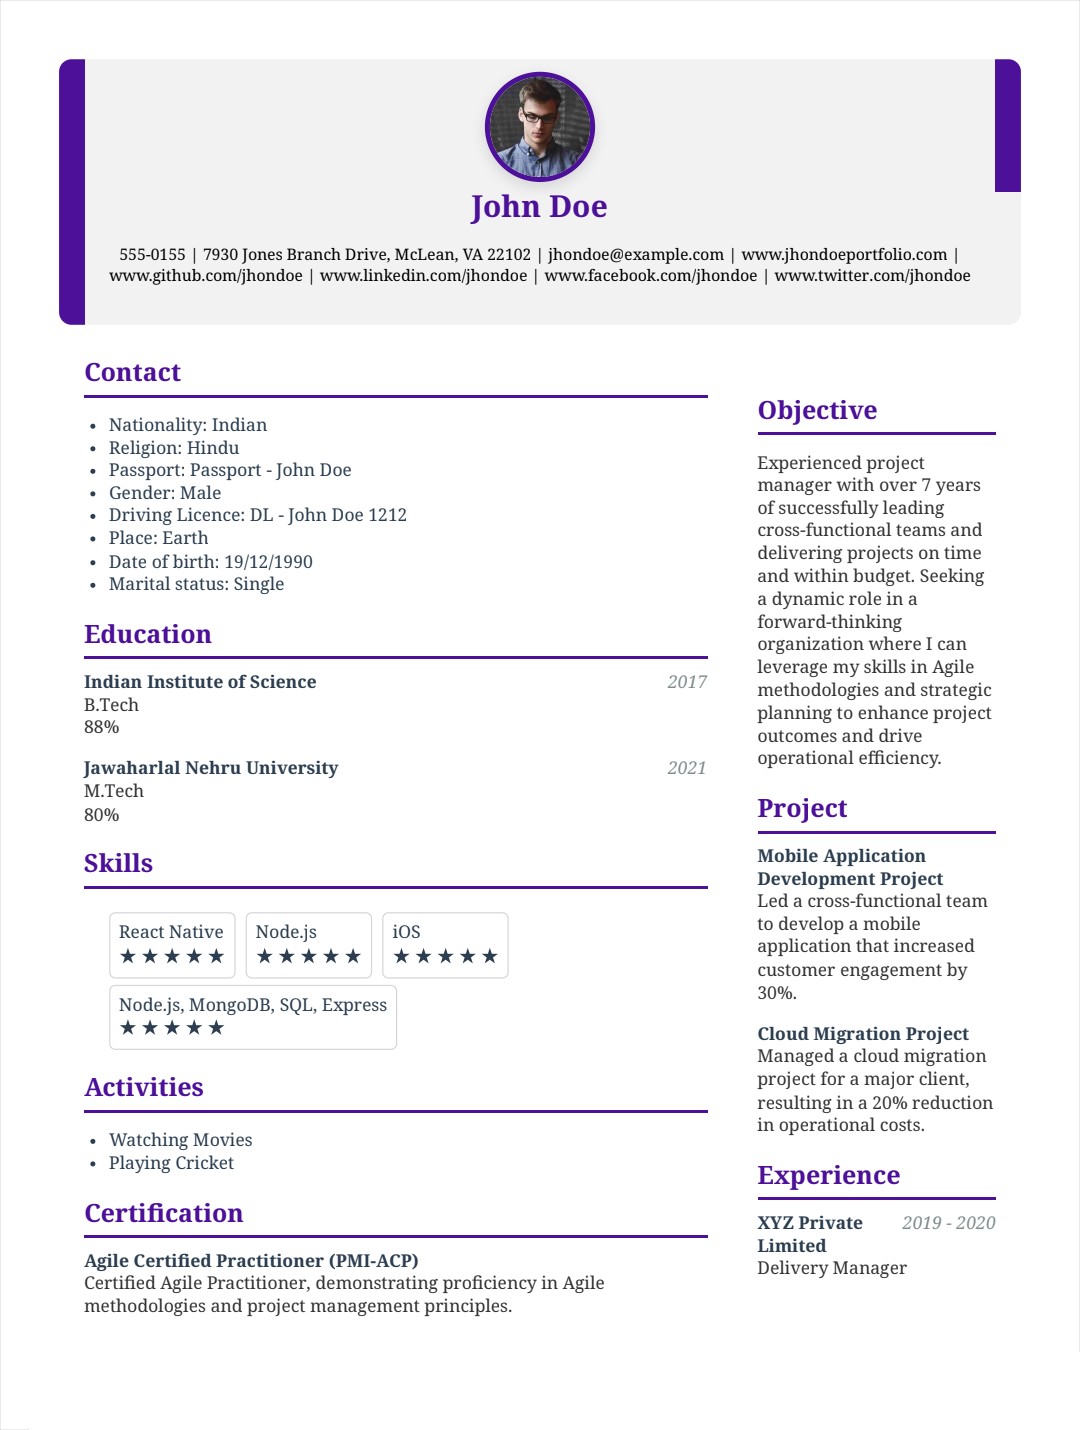 John Doe
555-0155 | 7930 Jones Branch Drive, McLean, VA 22102 | jhondoe@example.com | www.jhondoeportfolio.com |
www.github.com/jhondoe | www.linkedin.com/jhondoe | www.facebook.com/jhondoe | www.twitter.com/jhondoe
Contact
• Nationality: Indian
• Religion: Hindu
• Passport: Passport - John Doe
• Gender: Male
• Driving Licence: DL - John Doe 1212
• Place: Earth
• Date of birth: 19/12/1990
• Marital status: Single
Education
Indian Institute of Science 2017
B.Tech
88%
Jawaharlal Nehru University 2021
M.Tech
80%
Skills
React Native
★★★★★
Node.js
★★★★★
iOS
★★★★★
Node.js, MongoDB, SQL, Express
★★★★★
Activities
• Watching Movies
• Playing Cricket
Certification
Agile Certified Practitioner (PMI-ACP)
Certified Agile Practitioner, demonstrating proficiency in Agile
methodologies and project management principles.
Objective
Experienced project
manager with over 7 years
of successfully leading
cross-functional teams and
delivering projects on time
and within budget. Seeking
a dynamic role in a
forward-thinking
organization where I can
leverage my skills in Agile
methodologies and strategic
planning to enhance project
outcomes and drive
operational efficiency.
Project
Mobile Application
Development Project
Led a cross-functional team
to develop a mobile
application that increased
customer engagement by
30%.
Cloud Migration Project
Managed a cloud migration
project for a major client,
resulting in a 20% reduction
in operational costs.
Experience
XYZ Private 2019 - 2020
Limited
Delivery Manager